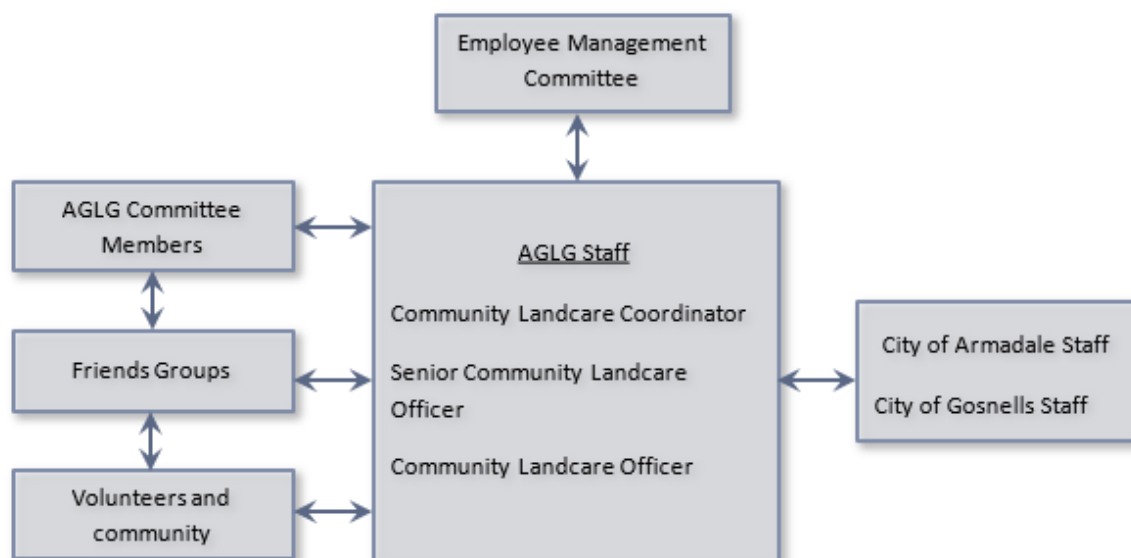 Employee Management
Committee
AGLG Committee
Members
AGLG Staff
Community Landcare Coordinator
Senior Community Landcare
Officer
Community Landcare Officer
Friends Groups
Volunteers and
community
City of Armadale Staff
City of Gosnells Staff